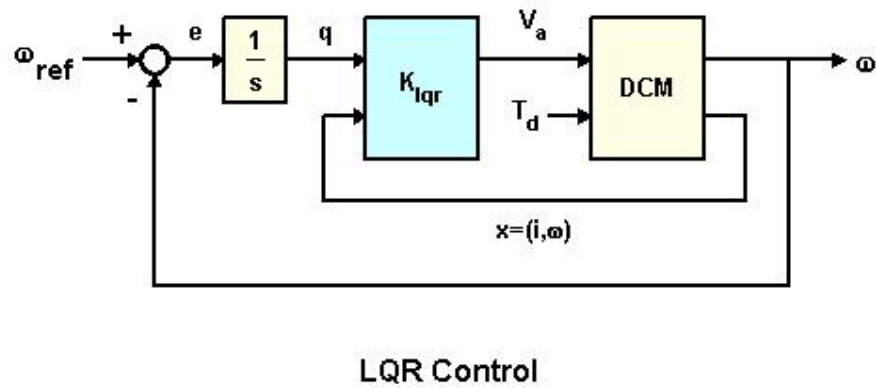 + e 1 q V_a
ω_ref s K_lqr DCM ω
- T_d
x=(i,ω)
LQR Control